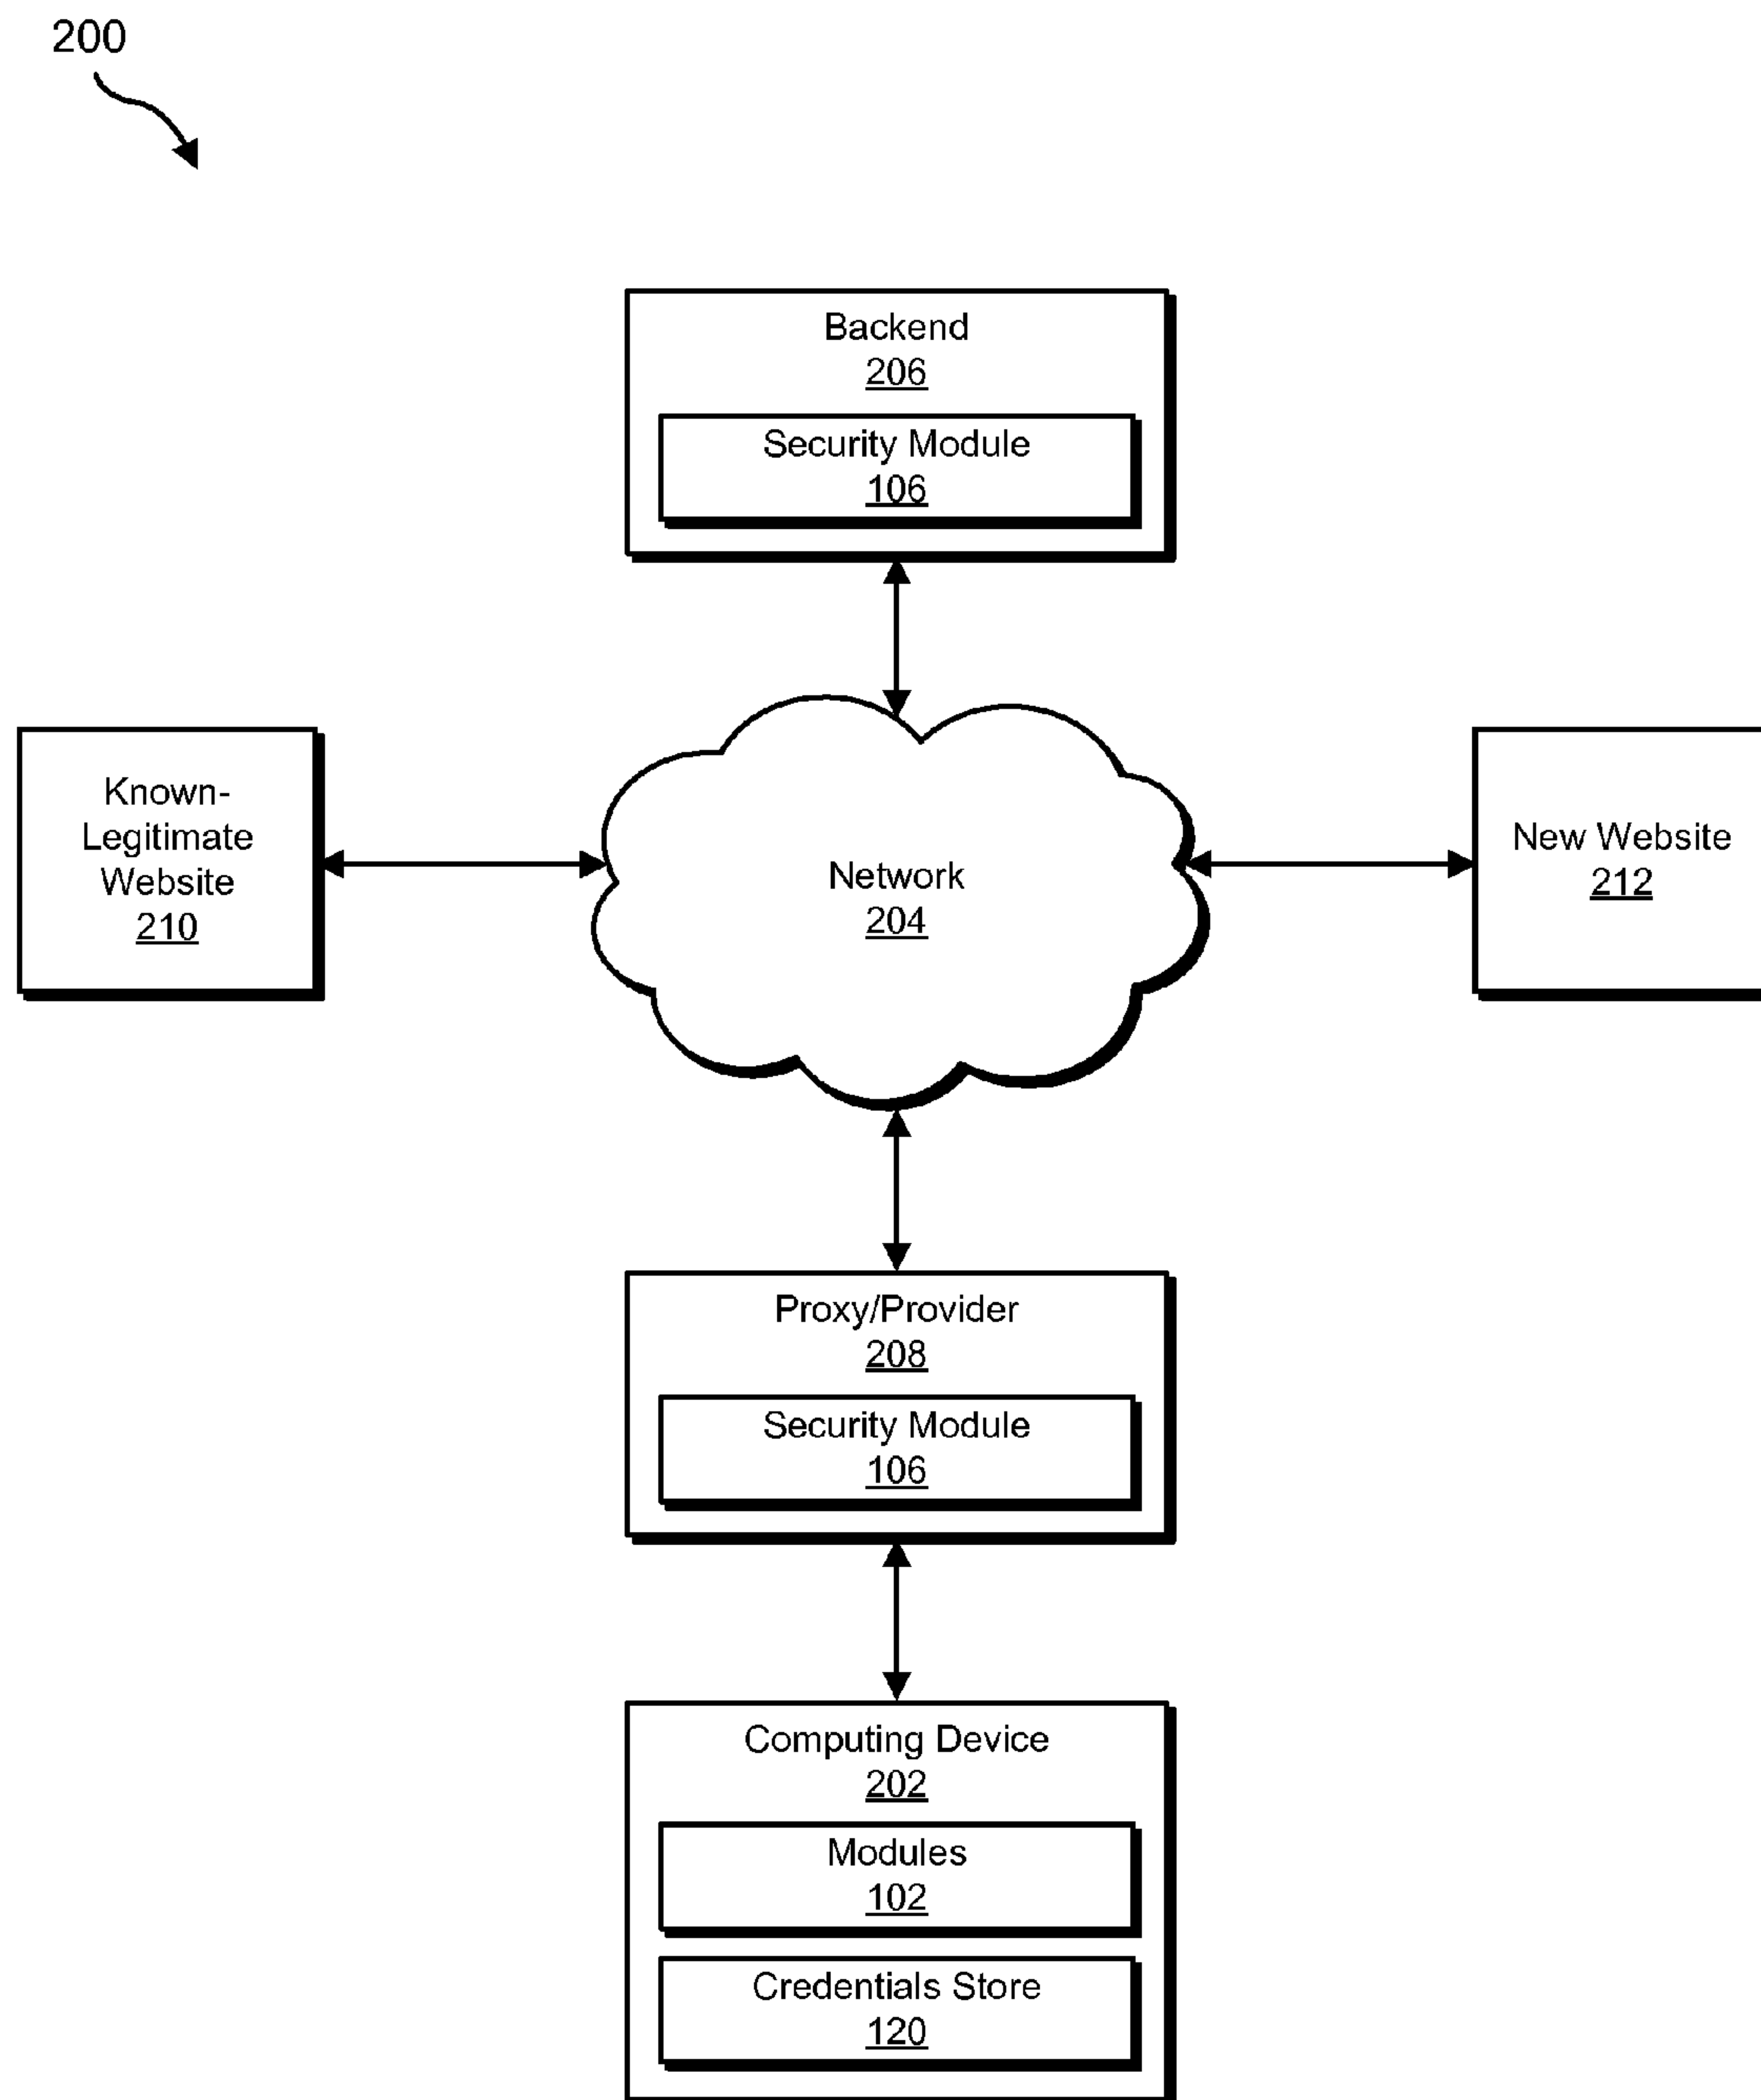 200
Backend
206
Security Module
106
Known-
Legitimate
Website
210
Network
204
New Website
212
Proxy/Provider
208
Security Module
106
Computing Device
202
Modules
102
Credentials Store
120